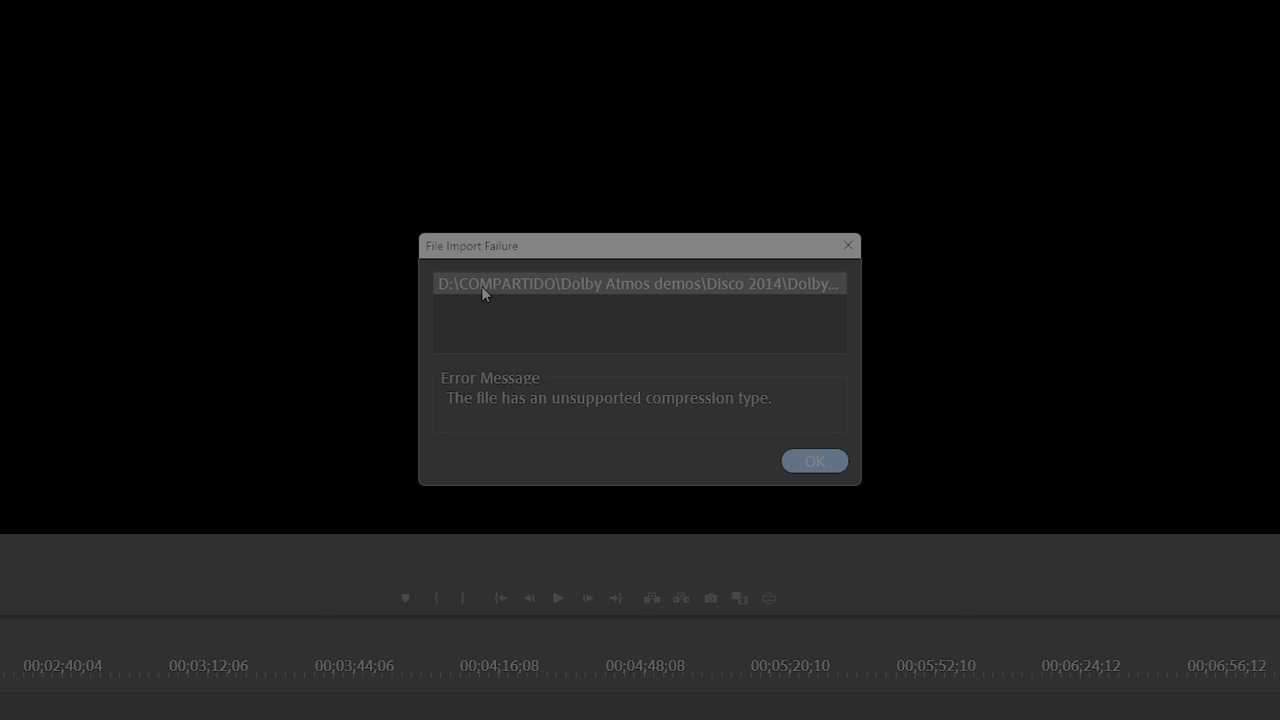 File Import Failure
D:\COMPARTIDO\Dolby Atmos demos\Disco 2014\Dolby...
Error Message
The file has an unsupported compression type.
OK
00;02;40;04 00;03;12;06 00;03;44;06 00;04;16;08 00;04;48;08 00;05;20;10 00;05;52;10 00;06;24;12 00;06;56;12